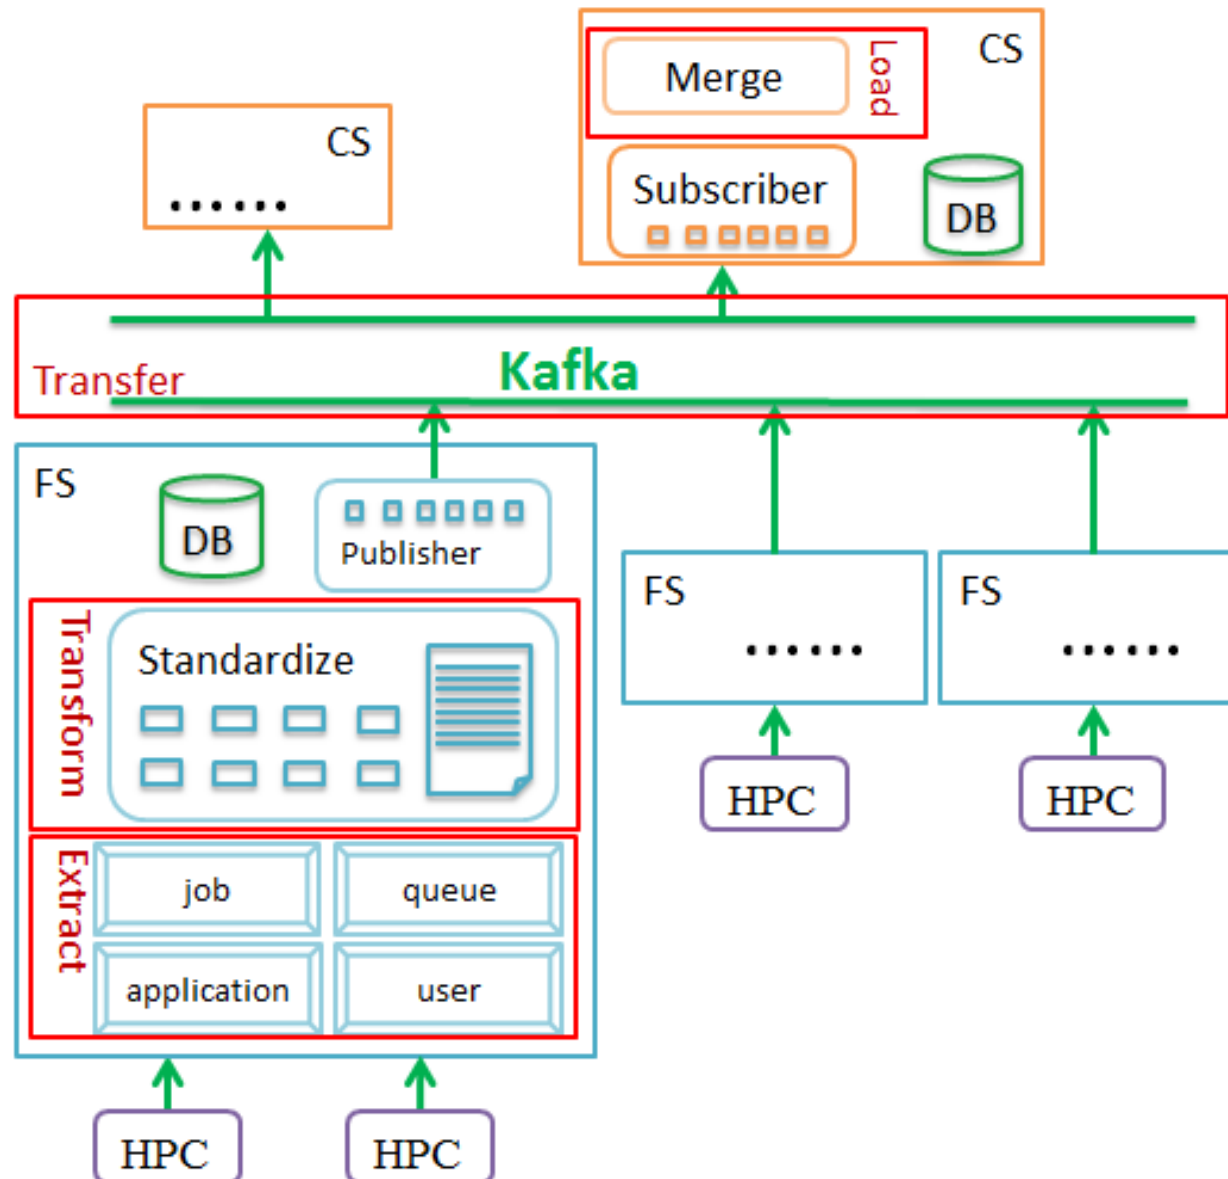 CS
Merge
Load
CS
......
Subscriber
DB
Transfer
Kafka
FS
DB
Publisher
Transform
Standardize
FS
......
FS
......
HPC
HPC
Extract
job
queue
application
user
HPC
HPC